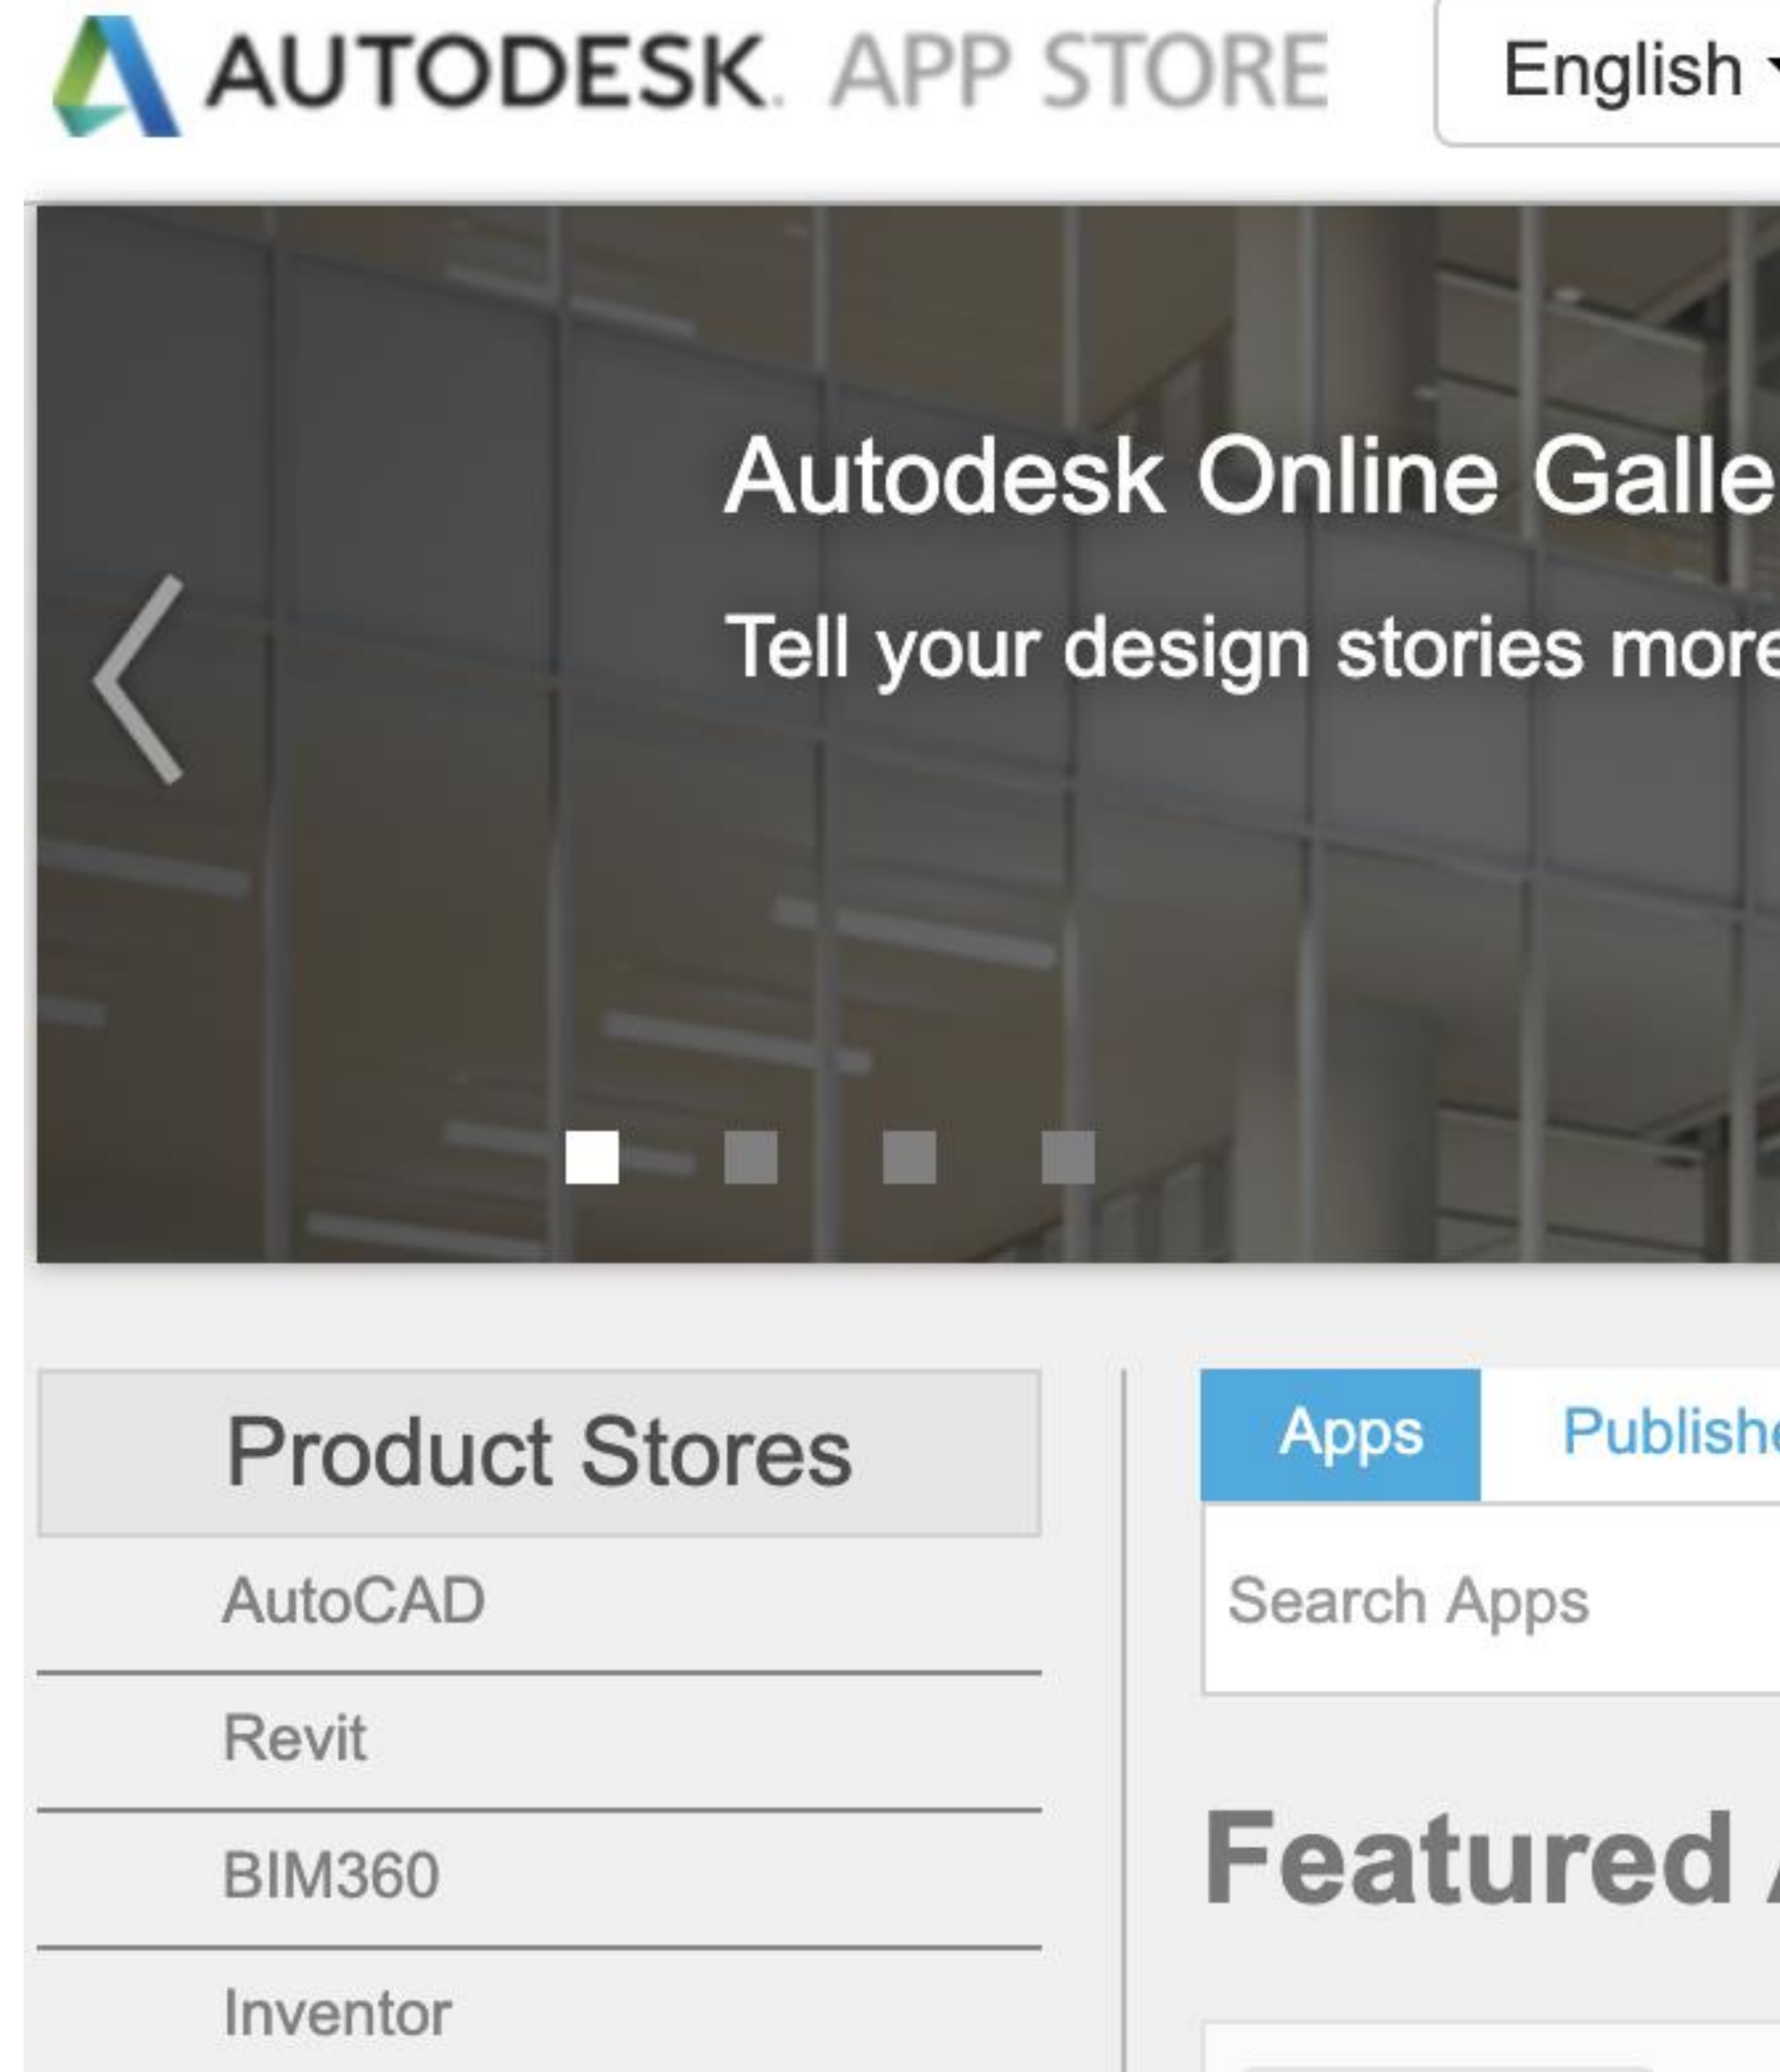 AUTODESK. APP STORE
English
Autodesk Online Galle
Tell your design stories more
Product Stores
Apps
Publishe
AutoCAD
Search Apps
Revit
Featured
BIM360
Inventor